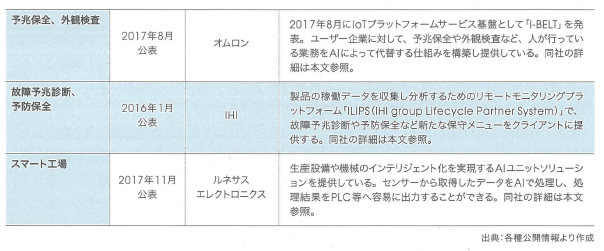 予兆保全、外観検査
2017年8月
公表
オムロン
2017年8月にIoTプラットフォームサービス基盤として「i-BELT」を発
表。ユーザー企業に対して、予兆保全や外観検査など、人が行ってい
る業務をAIによって代替する仕組みを構築し提供している。同社の詳
細は本文参照。
故障予兆診断、
予防保全
2016年1月
公表
IHI
製品の稼働データを収集し分析するためのリモートモニタリングプラ
ットフォーム「ILIPS(IHI group Lifecycle Partner System)」で、
故障予兆診断や予防保全など新たな保守メニューをクライアントに提
供する。同社の詳細は本文参照。
スマート工場
2017年11月
公表
ルネサス
エレクトロニクス
生産設備や機械のインテリジェント化を実現するAIユニットソリューショ
ンを提供している。センサーから取得したデータをAIで処理し、処
理結果をPLC等へ容易に出力することができる。同社の詳細は本文
参照。
出典：各種公開情報より作成